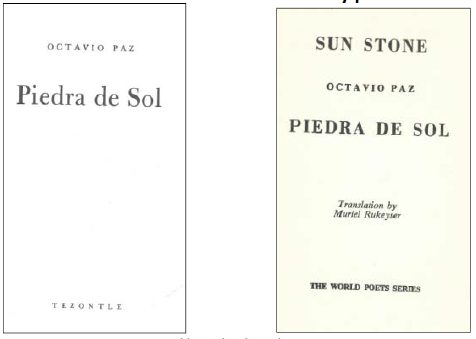 OCTAVIO PAZ
Piedra de Sol
TEZONTLE
SUN STONE
OCTAVIO PAZ
PIEDRA DE SOL
Translation by
Muriel Rukeyser
THE WORLD POETS SERIES